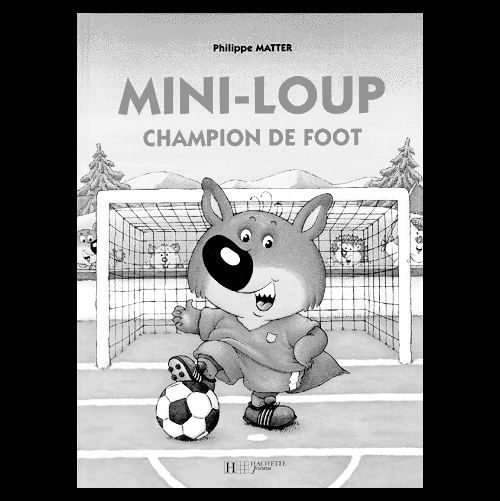 Philippe MATTER
MINI-LOUP
CHAMPION DE FOOT
H HACHETTE
Jeunesse